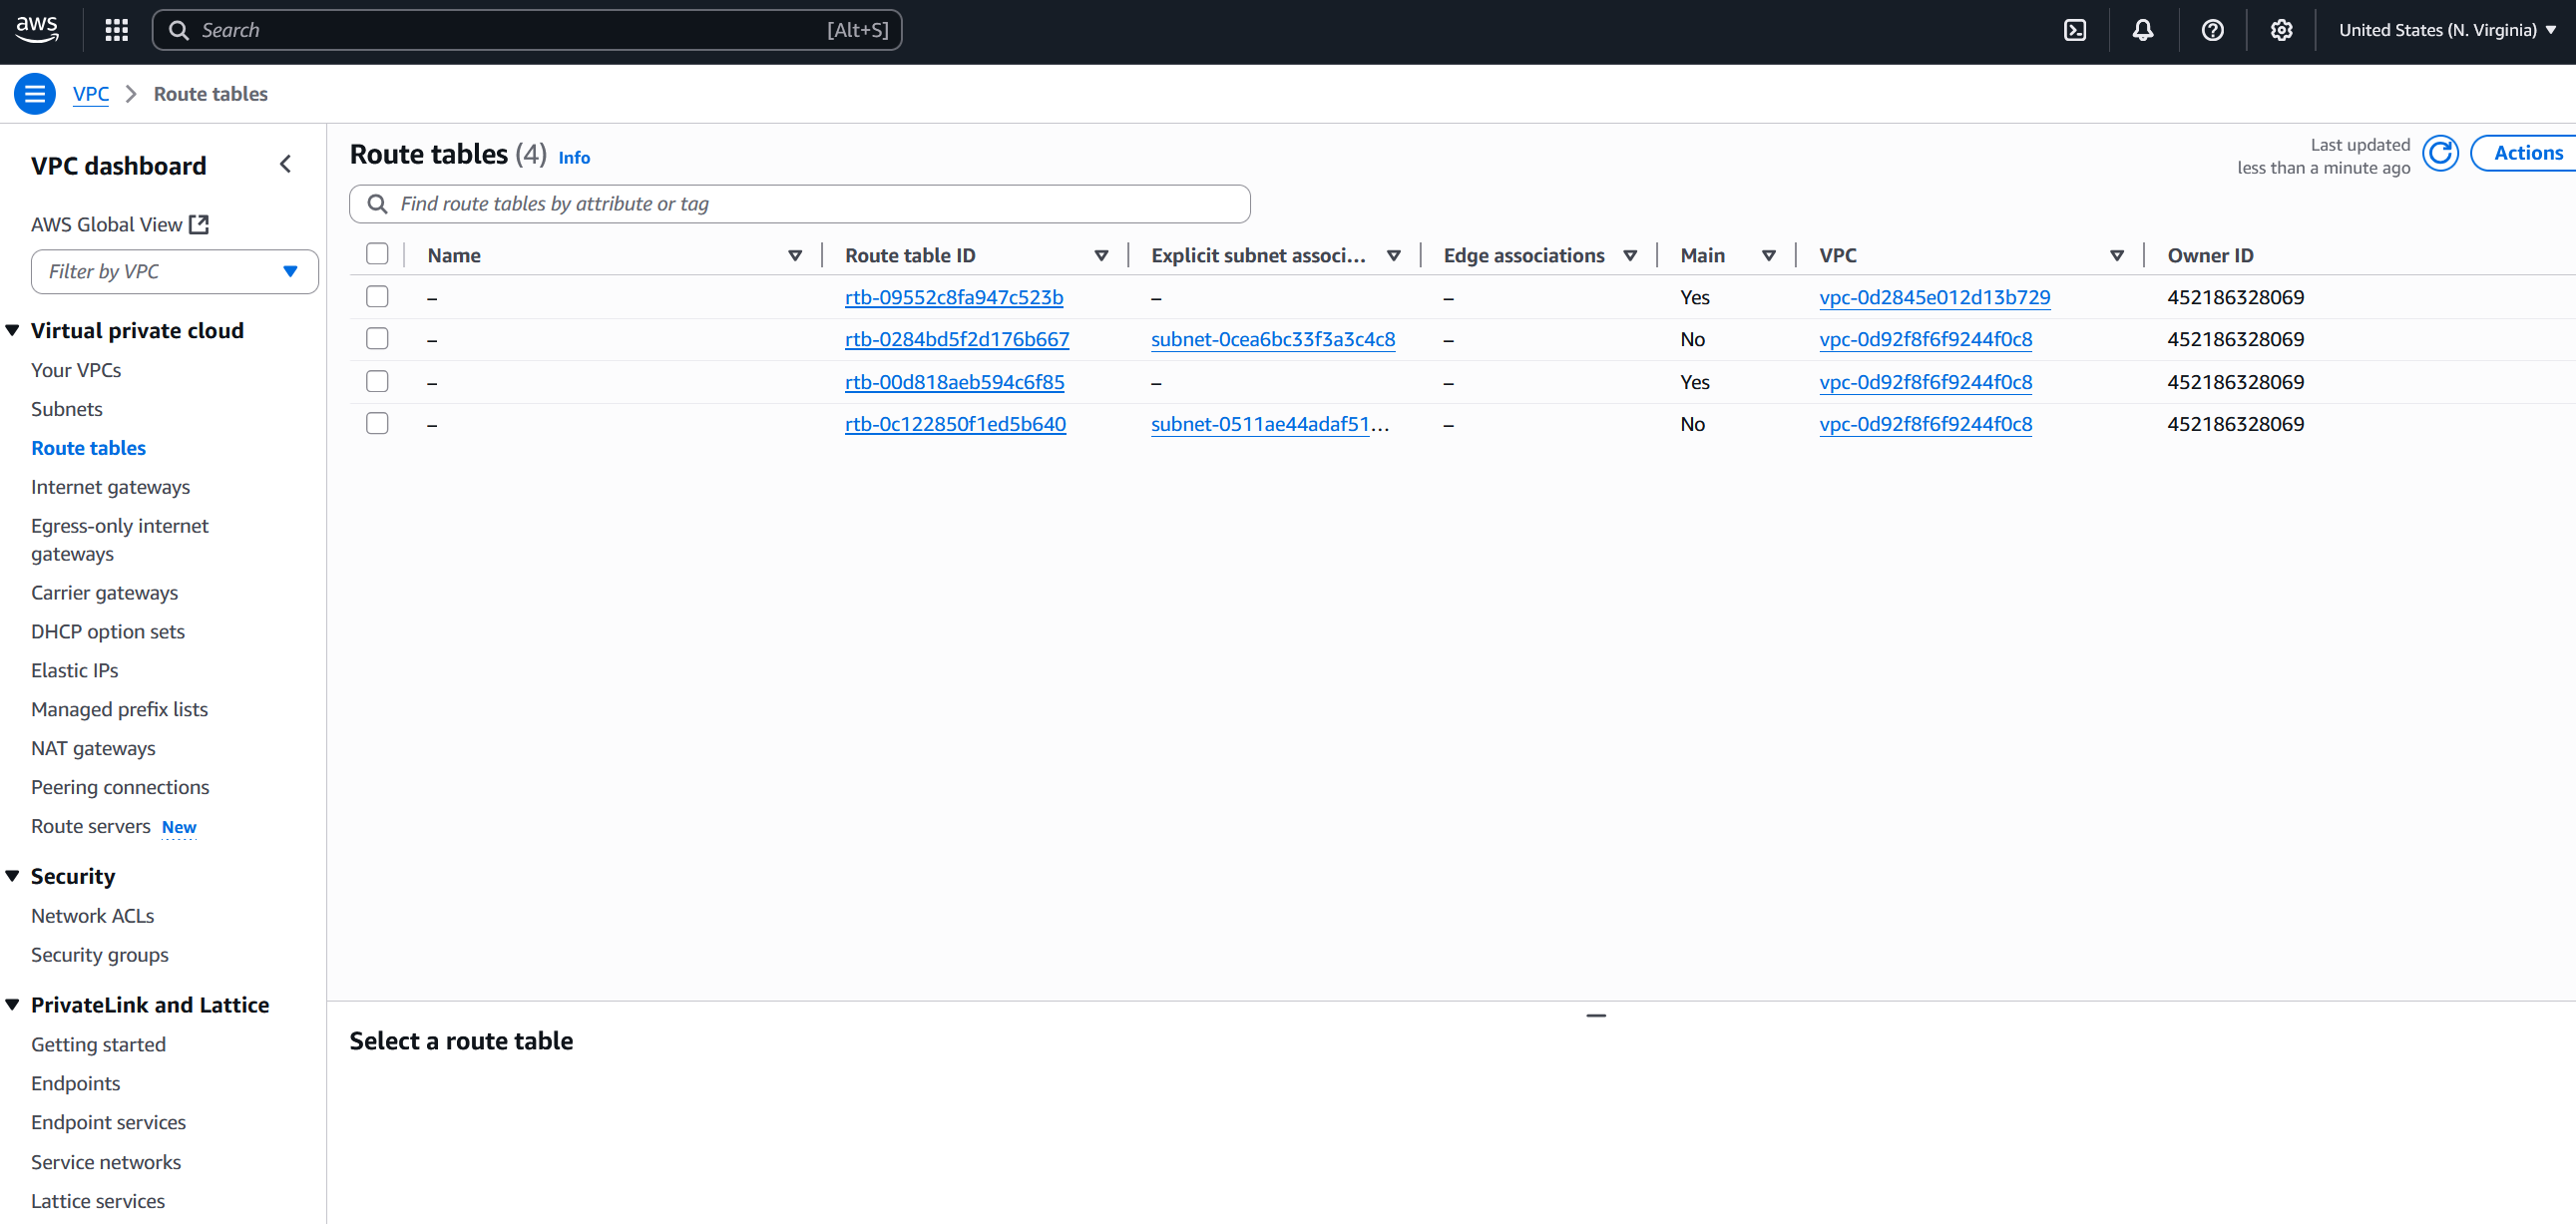 aws
Search [Alt+S] United States (N. Virginia)
VPC Route tables
VPC dashboard
AWS Global View
Filter by VPC
Virtual private cloud
Your VPCs
Subnets
Route tables
Internet gateways
Egress-only internet
gateways
Carrier gateways
DHCP option sets
Elastic IPs
Managed prefix lists
NAT gateways
Peering connections
Route servers New
Security
Network ACLs
Security groups
PrivateLink and Lattice
Getting started
Endpoints
Endpoint services
Service networks
Lattice services
Route tables (4) Info
Last updated
less than a minute ago
Actions
Find route tables by attribute or tag
Name Route table ID Explicit subnet associ... Edge associations Main VPC Owner ID
– rtb-09552c8fa947c523b – – Yes vpc-0d2845e012d13b729 452186328069
– rtb-0284bd5f2d176b667 subnet-0cea6bc33f3a3c4c8 – No vpc-0d92f8f6f9244f0c8 452186328069
– rtb-00d818aeb594c6f85 – – Yes vpc-0d92f8f6f9244f0c8 452186328069
– rtb-0c122850f1ed5b640 subnet-0511ae44adaf51... – No vpc-0d92f8f6f9244f0c8 452186328069
Select a route table